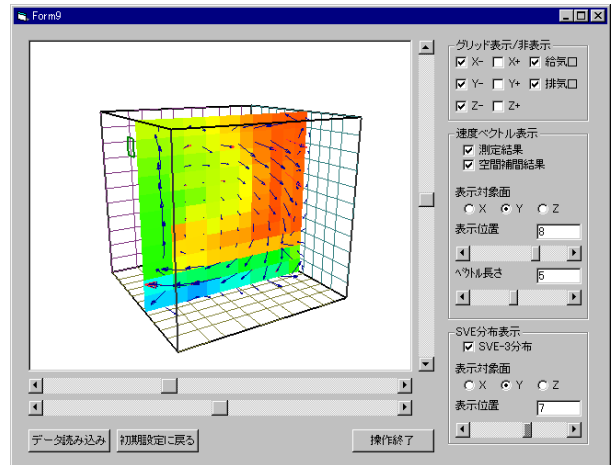 Form9
グリッド表示/非表示
X- X+ 給気口
Y- Y+ 排気口
Z- Z+
速度ベクトル表示
測定結果
空間補間結果
表示対象面
X Y Z
表示位置 8
ベクトル長さ 5
SVE分布表示
SVE-3分布
表示対象面
X Y Z
表示位置 7
データ読み込み 初期設定に戻る 操作終了